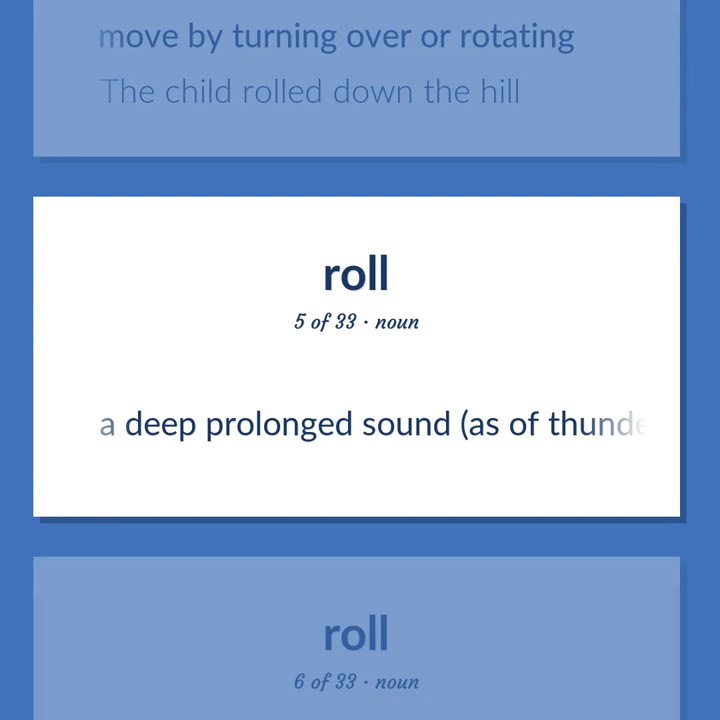 move by turning over or rotating
The child rolled down the hill
roll
5 of 33 · noun
a deep prolonged sound (as of thunde
roll
6 of 33 · noun